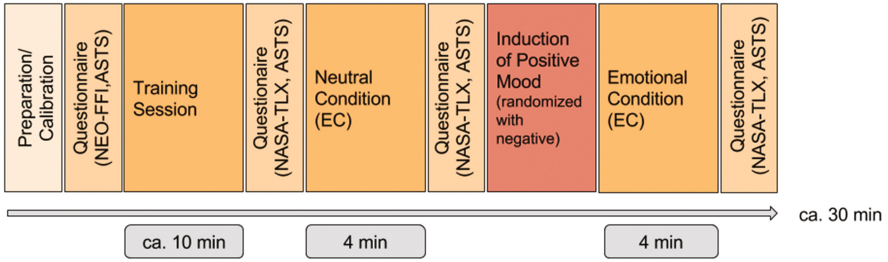 Preparation/
Calibration
Questionnaire
(NEO-FFI,ASTS)
Training
Session
Questionnaire
(NASA-TLX, ASTS)
Neutral
Condition
(EC)
Questionnaire
(NASA-TLX, ASTS)
Induction
of Positive
Mood
(randomized
with
negative)
Emotional
Condition
(EC)
Questionnaire
(NASA-TLX, ASTS)
ca. 30 min
ca. 10 min
4 min
4 min